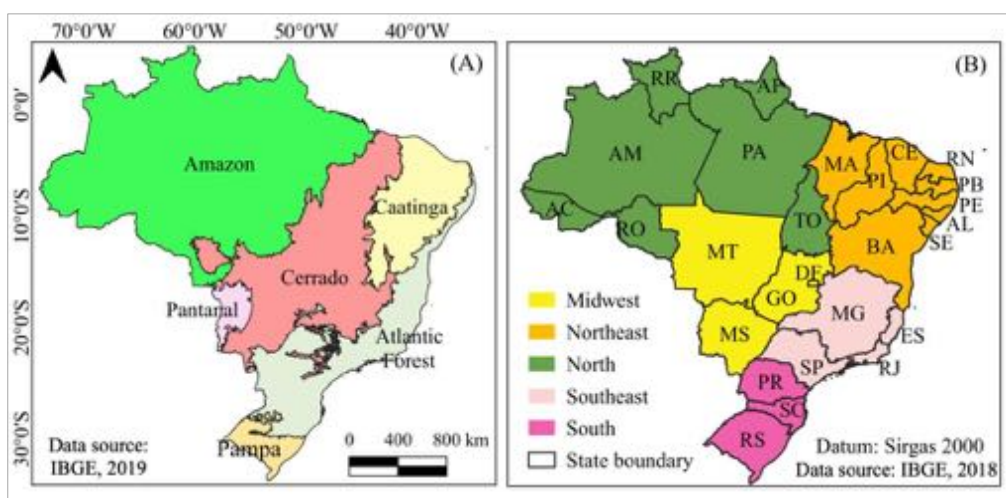 70°0'W 60°0'W 50°0'W 40°0'W
(A)
0°0'
10°0'S
20°0'S
30°0'S
Amazon
Caatinga
Cerrado
Pantanal
Atlantic
Forest
Pampa
Data source:
IBGE, 2019
0 400 800 km
(B)
RR
AP
AM
PA
MA
CE
RN
PI
PB
PE
AL
SE
AC
RO
TO
BA
MT
DF
GO
MG
ES
MS
SP
RJ
PR
SC
RS
Midwest
Northeast
North
Southeast
South
State boundary
Datum: Sirgas 2000
Data source: IBGE, 2018